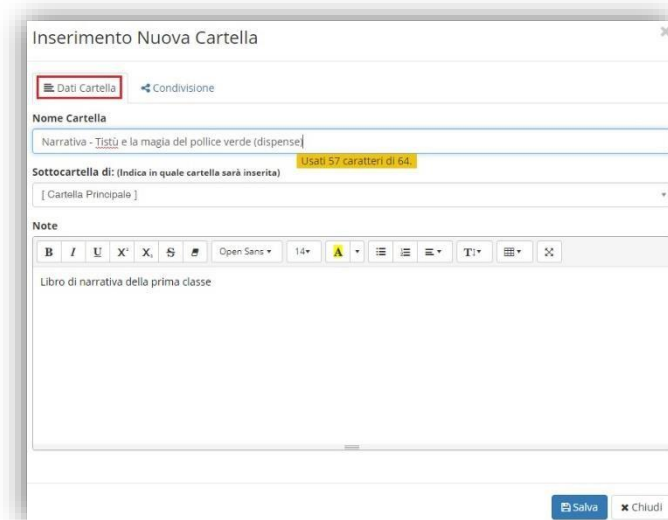 Inserimento Nuova Cartella
Dati Cartella Condivisione
Nome Cartella
Narrativa - Tistù e la magia del pollice verde (dispense)
Usati 57 caratteri di 64.
Sottocartella di: (Indica in quale cartella sarà inserita)
[ Cartella Principale ]
Note
B I U X² X₂ S Open Sans 14 A T
Libro di narrativa della prima classe
Salva Chiudi